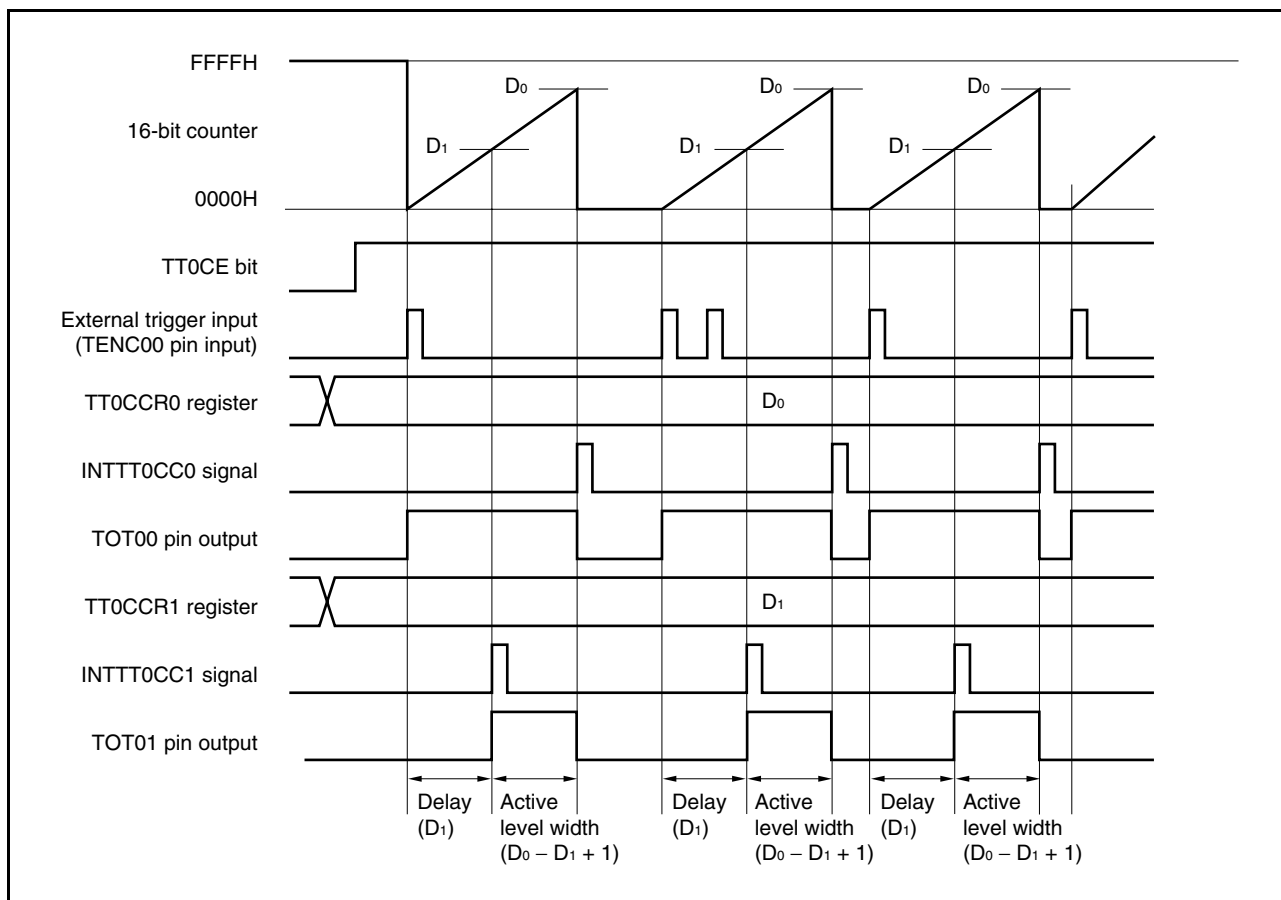 FFFFH
D0
D0
D0
16-bit counter
D1
D1
D1
0000H
TT0CE bit
External trigger input
(TENC00 pin input)
TT0CCR0 register
D0
INTTT0CC0 signal
TOT00 pin output
TT0CCR1 register
D1
INTTT0CC1 signal
TOT01 pin output
Delay
(D1)
Active
level width
(D0 – D1 + 1)
Delay
(D1)
Active
level width
(D0 – D1 + 1)
Delay
(D1)
Active
level width
(D0 – D1 + 1)